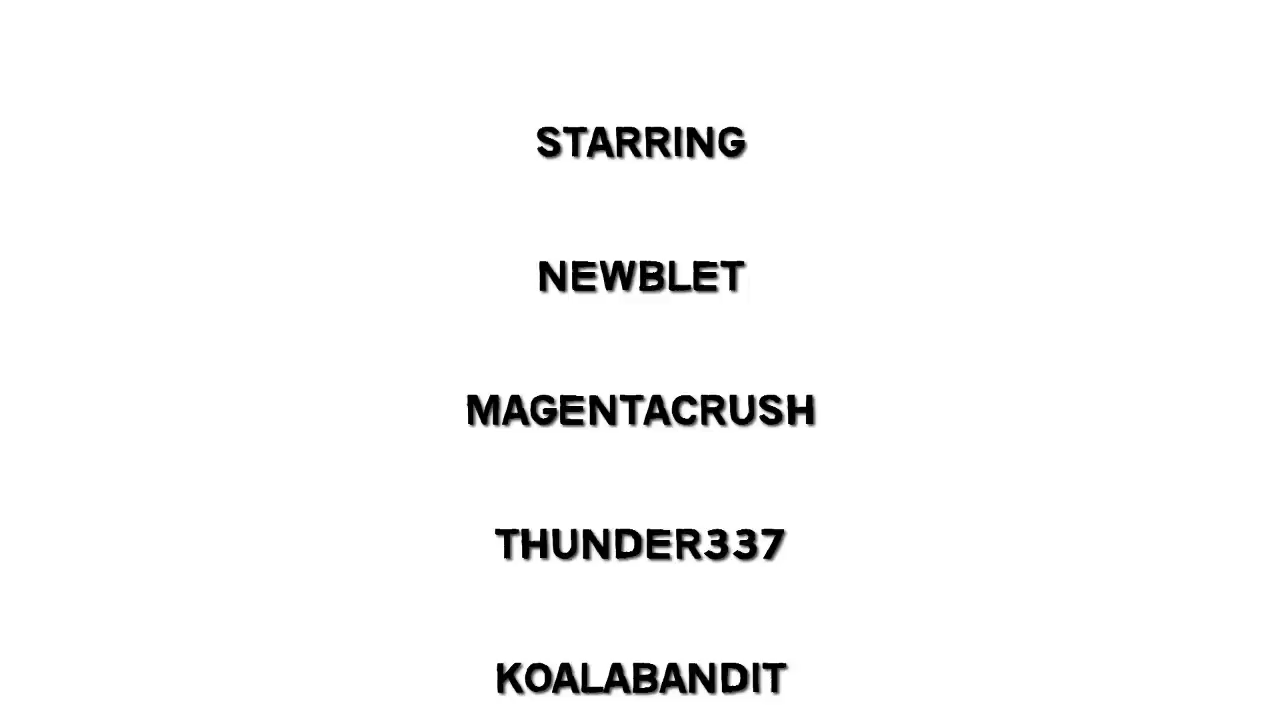 STARRING
NEWBLET
MAGENTACRUSH
THUNDER337
KOALABANDIT